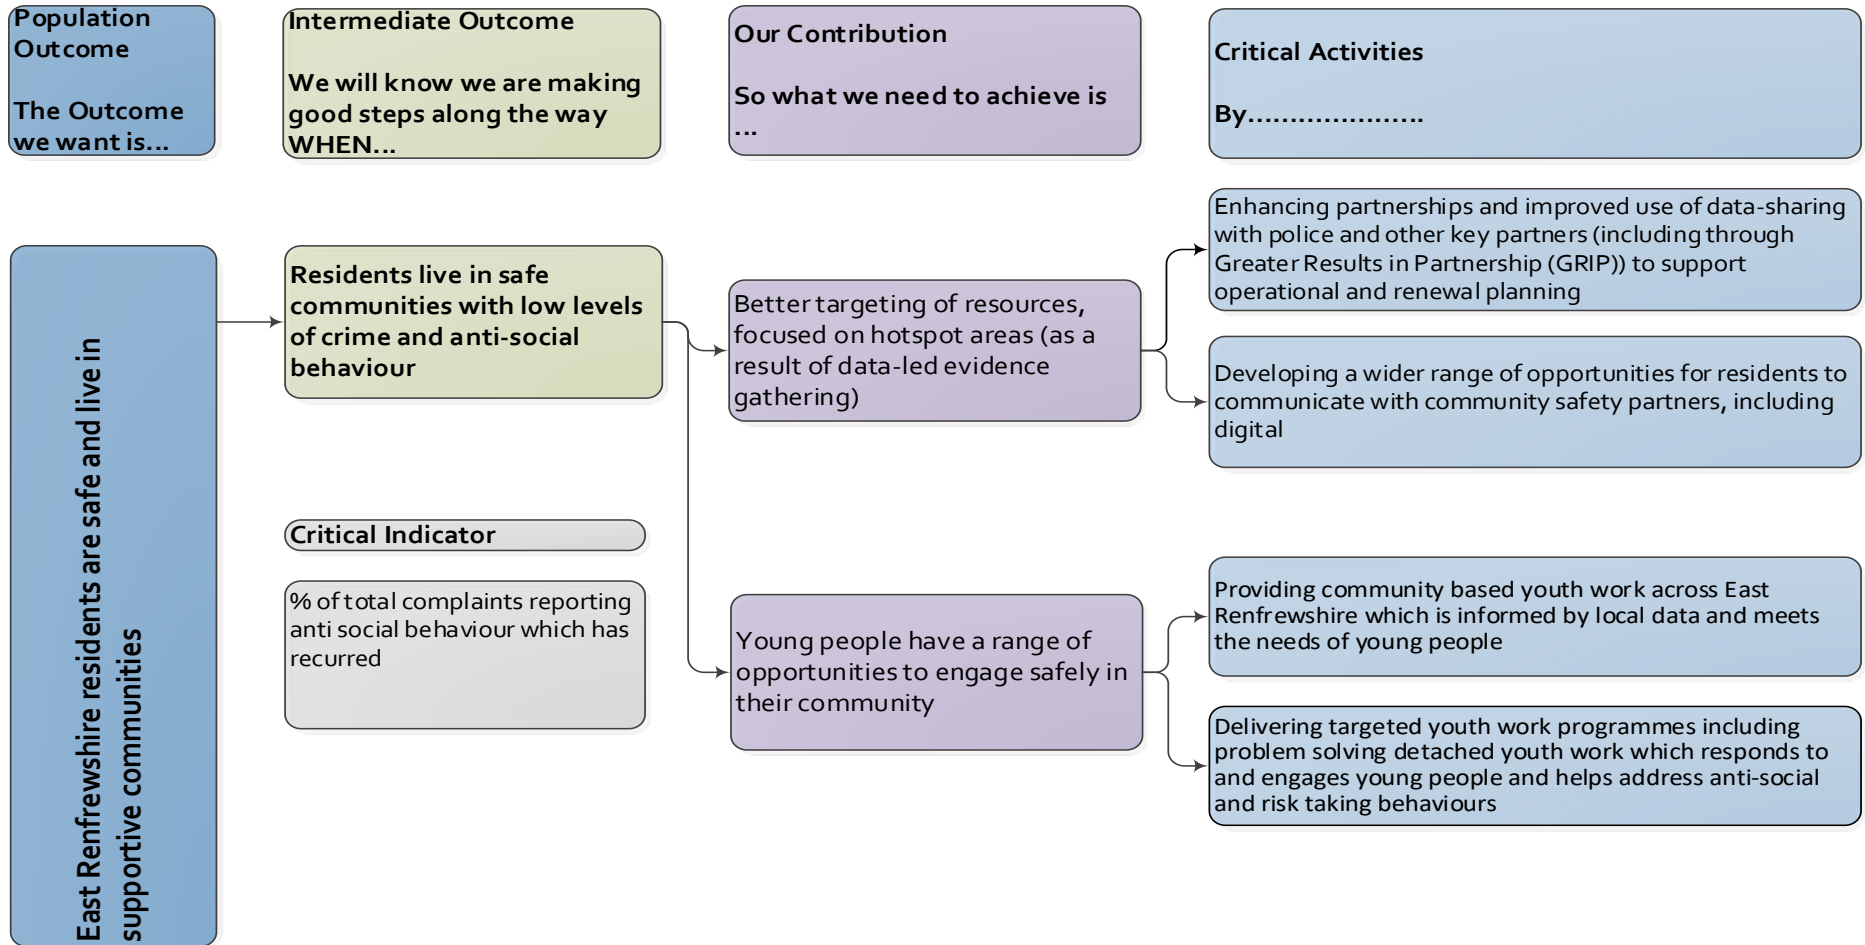 Population
Outcome
The Outcome
we want is...
Intermediate Outcome
We will know we are making
good steps along the way
WHEN...
Our Contribution
So what we need to achieve is
...
Critical Activities
By.....................
East Renfrewshire residents are safe and live in
supportive communities
Residents live in safe
communities with low levels
of crime and anti-social
behaviour
Critical Indicator
% of total complaints reporting
anti social behaviour which has
recurred
Better targeting of resources,
focused on hotspot areas (as a
result of data-led evidence
gathering)
Young people have a range of
opportunities to engage safely in
their community
Enhancing partnerships and improved use of data-sharing
with police and other key partners (including through
Greater Results in Partnership (GRIP)) to support
operational and renewal planning
Developing a wider range of opportunities for residents to
communicate with community safety partners, including
digital
Providing community based youth work across East
Renfrewshire which is informed by local data and meets
the needs of young people
Delivering targeted youth work programmes including
problem solving detached youth work which responds to
and engages young people and helps address anti-social
and risk taking behaviours